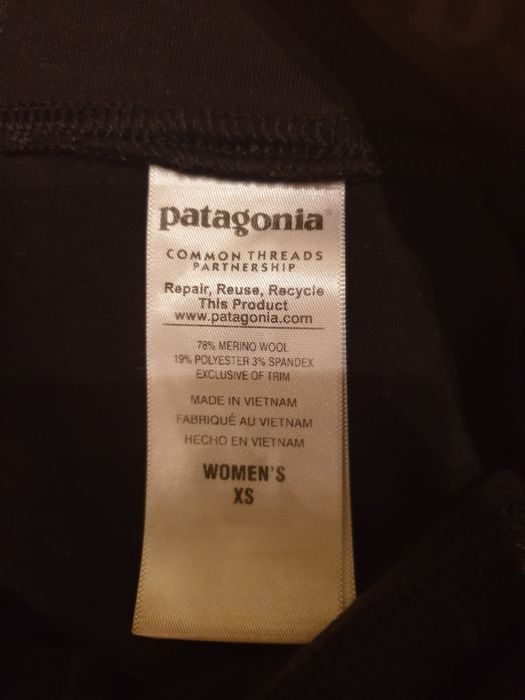 patagonia®
COMMON THREADS
PARTNERSHIP
Repair, Reuse, Recycle
This Product
www.patagonia.com
78% MERINO WOOL
19% POLYESTER 3% SPANDEX
EXCLUSIVE OF TRIM
MADE IN VIETNAM
FABRIQUÉ AU VIETNAM
HECHO EN VIETNAM
WOMEN'S
XS